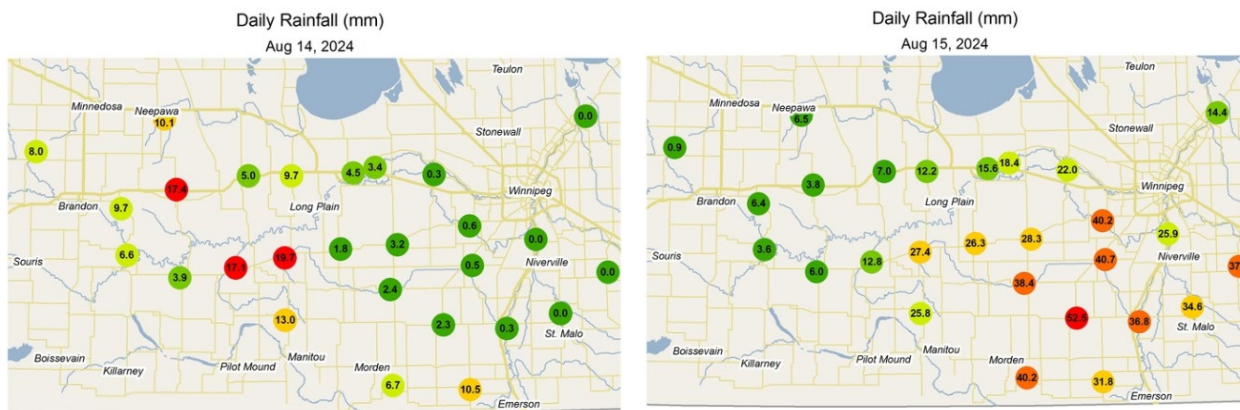 Daily Rainfall (mm)
Aug 14, 2024
Teulon
Minnedosa
Neepawa
10.1
0.0
Stonewall
8.0
5.0
9.7
4.5
3.4
0.3
17.4
Winnipeg
Brandon
9.7
Long Plain
0.6
0.0
1.8
3.2
6.6
Souris
17.1
19.7
0.5
Niverville
0.0
3.9
2.4
13.0
2.3
0.3
0.0
St. Malo
Boissevain
Killarney
Pilot Mound
Manitou
Morden
6.7
10.5
Emerson
Daily Rainfall (mm)
Aug 15, 2024
Teulon
Minnedosa
Neepawa
6.5
14.4
Stonewall
0.9
7.0
12.2
15.6
18.4
22.0
3.8
Winnipeg
Brandon
6.4
Long Plain
40.2
25.9
3.6
27.4
26.3
28.3
Souris
6.0
12.8
40.7
Niverville
37.
38.4
25.8
52.5
36.8
34.6
St. Malo
Boissevain
Killarney
Pilot Mound
Manitou
Morden
40.2
31.8
Emerson